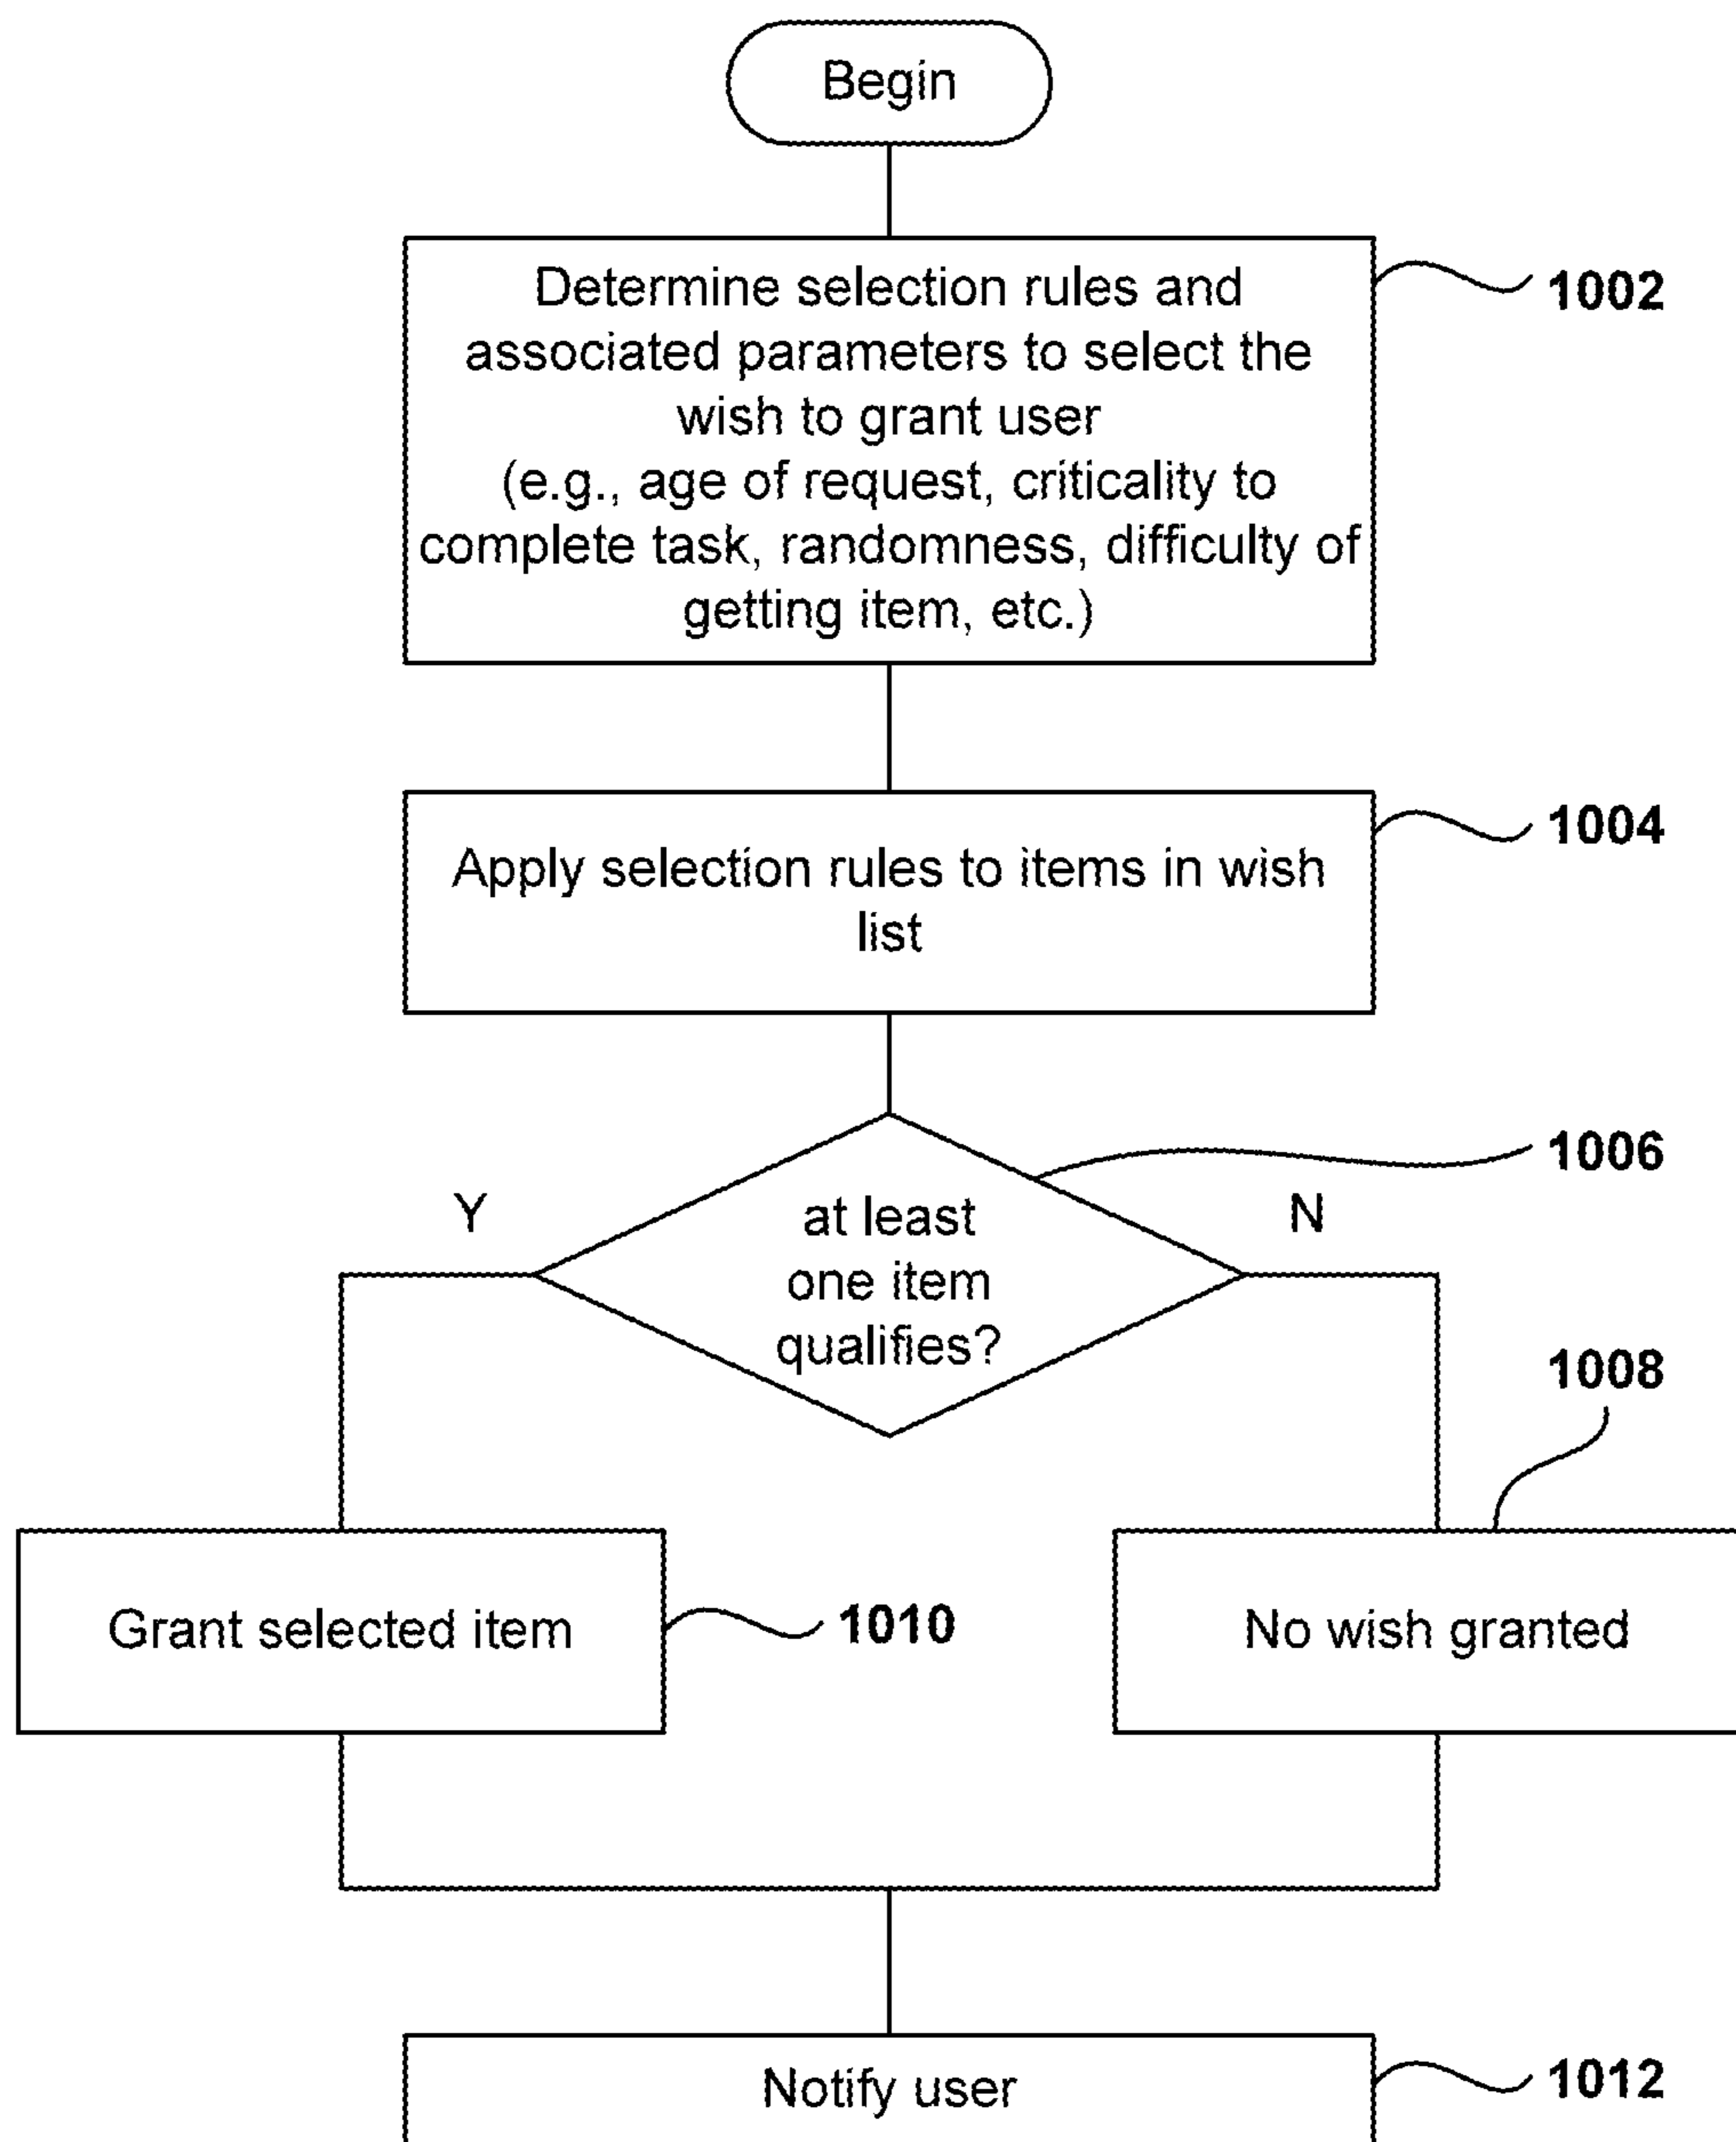 Begin
Determine selection rules and
associated parameters to select the
wish to grant user
(e.g., age of request, criticality to
complete task, randomness, difficulty of
getting item, etc.)
1002
Apply selection rules to items in wish
list
1004
at least
one item
qualifies?
1006
Y
N
1008
Grant selected item
1010
No wish granted
Notify user
1012